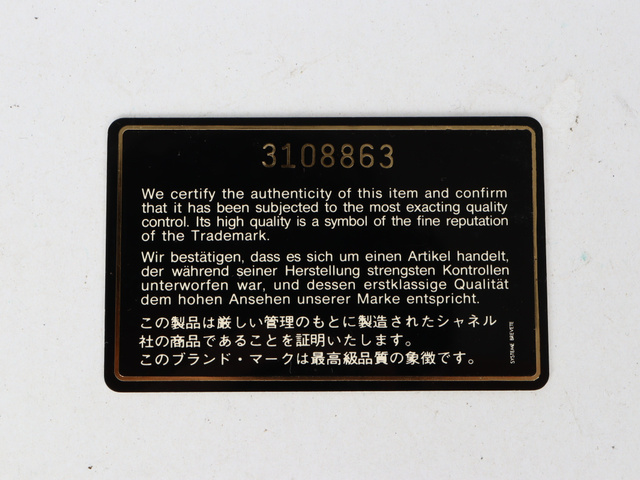 3108863
We certify the authenticity of this item and confirm
that it has been subjected to the most exacting quality
control. Its high quality is a symbol of the fine reputation
of the Trademark.
Wir bestätigen, dass es sich um einen Artikel handelt,
der während seiner Herstellung strengsten Kontrollen
unterworfen war, und dessen erstklassige Qualität
dem hohen Ansehen unserer Marke entspricht.
この製品は厳しい管理のもとに製造されたシャネル
社の商品であることを証明いたします。
このブランド・マークは最高級品質の象徴です。
SYSTEME BREVETE